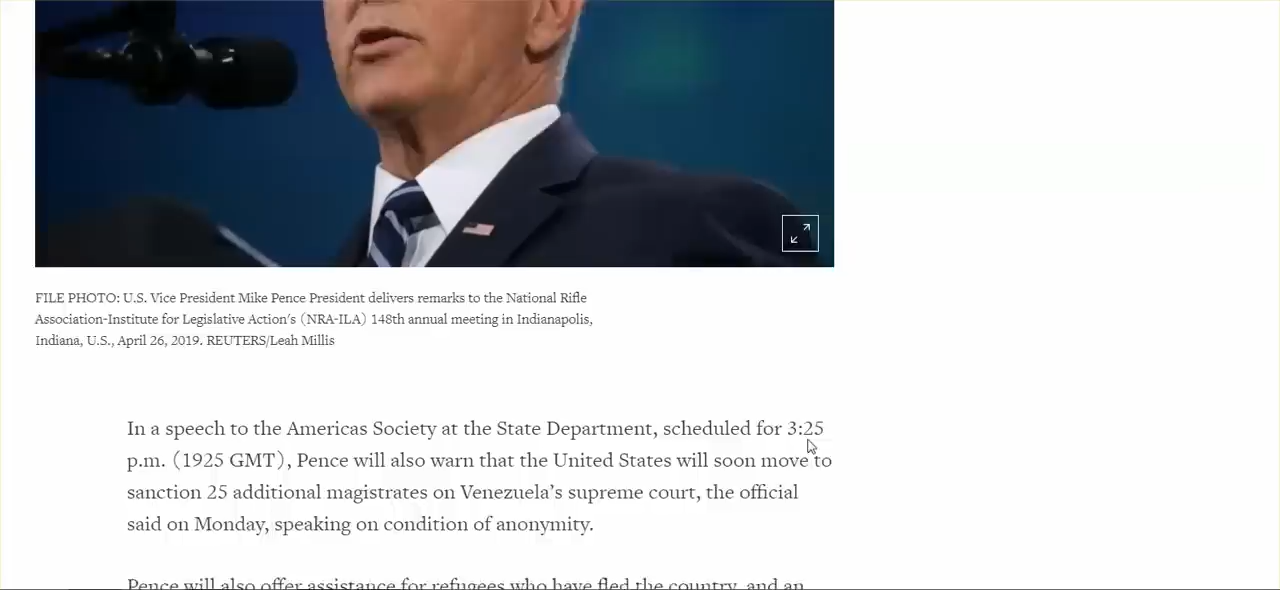 FILE PHOTO: U.S. Vice President Mike Pence President delivers remarks to the National Rifle
Association-Institute for Legislative Action's (NRA-ILA) 148th annual meeting in Indianapolis,
Indiana, U.S., April 26, 2019. REUTERS/Leah Millis
In a speech to the Americas Society at the State Department, scheduled for 3:25
p.m. (1925 GMT), Pence will also warn that the United States will soon move to
sanction 25 additional magistrates on Venezuela’s supreme court, the official
said on Monday, speaking on condition of anonymity.
Pence will also offer assistance for refugees who have fled the country, and an